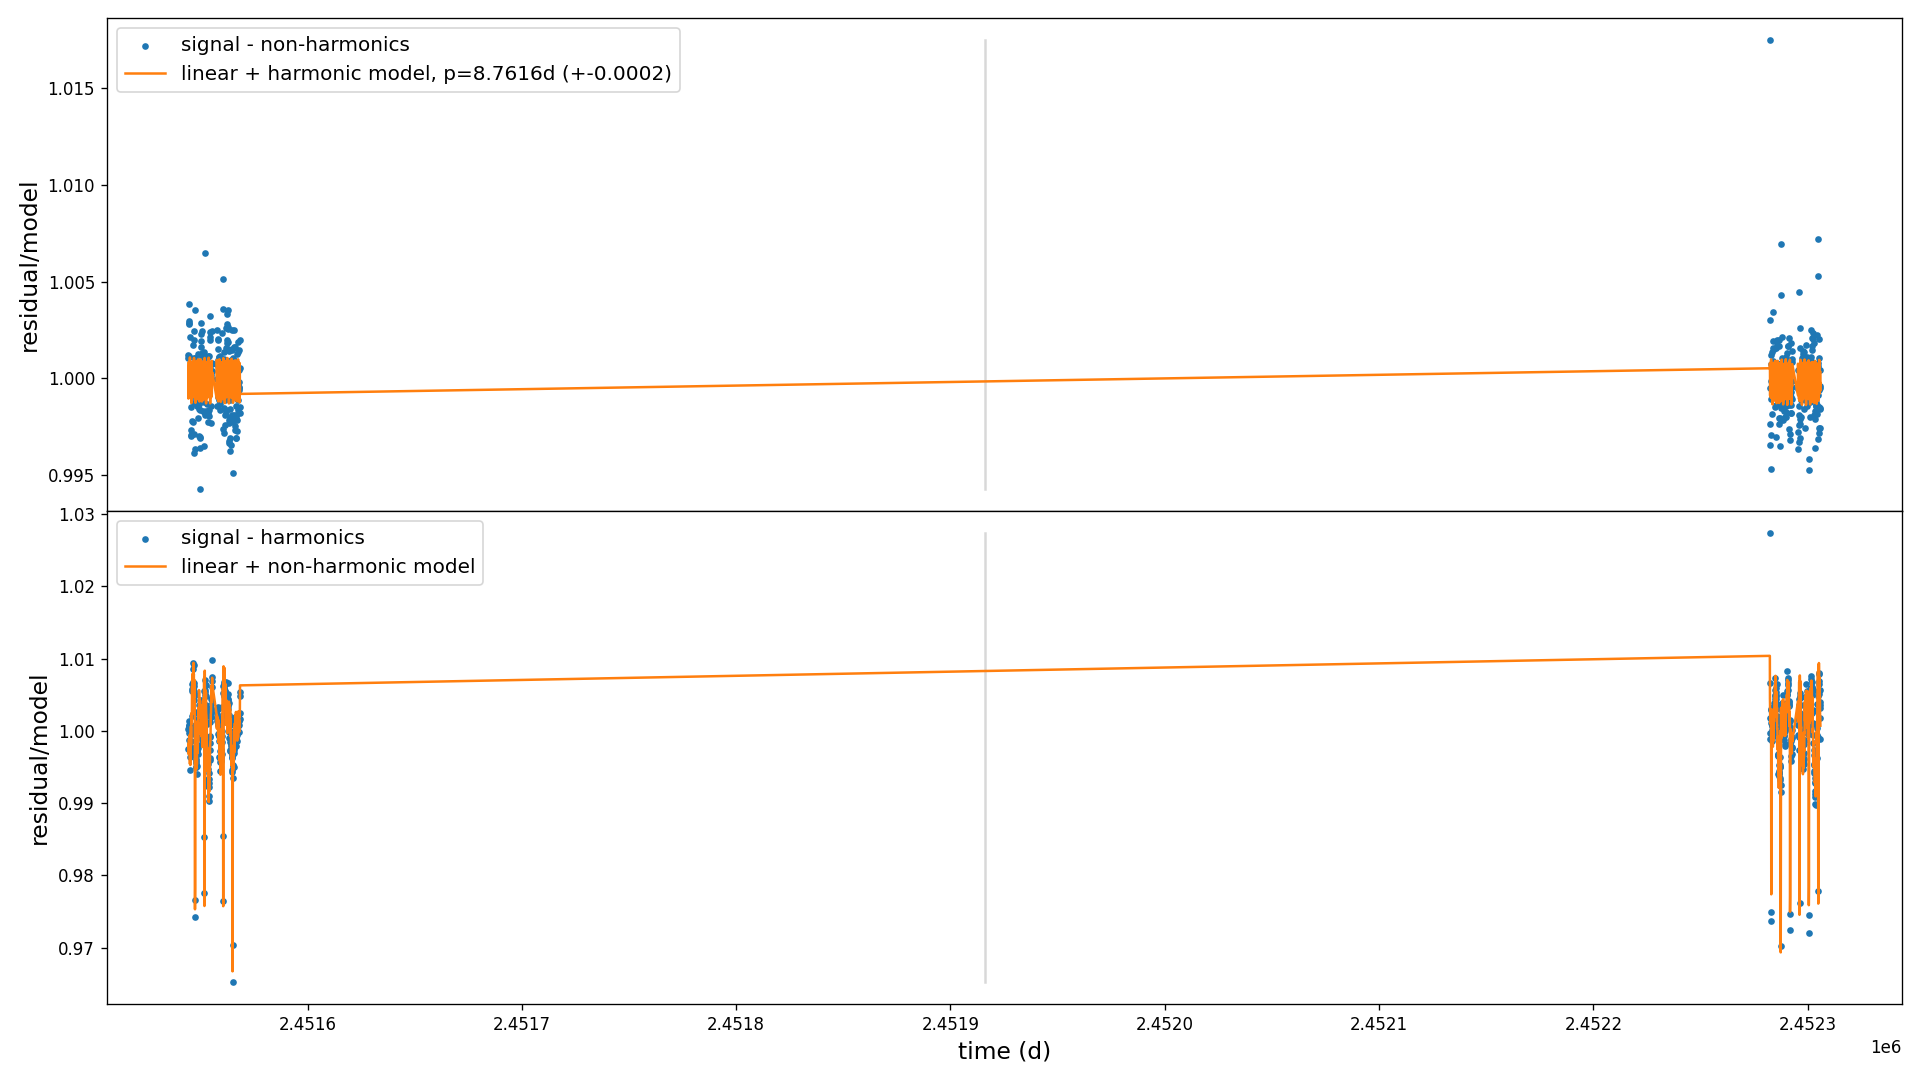 signal - non-harmonics
linear + harmonic model, p=8.7616d (+-0.0002)
1.015
1.010
1.005
1.000
0.995
residual/model
signal - harmonics
linear + non-harmonic model
1.03
1.02
1.01
1.00
0.99
0.98
0.97
residual/model
2.4516 2.4517 2.4518 2.4519 2.4520 2.4521 2.4522 2.4523
1e6
time (d)